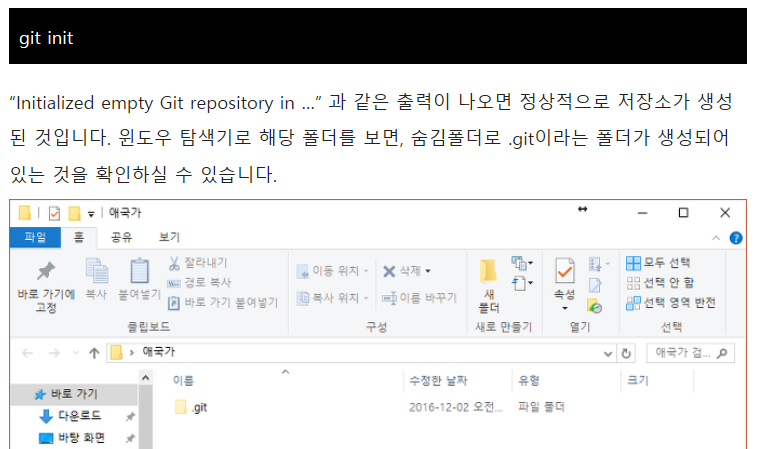 git init
“Initialized empty Git repository in ...” 과 같은 출력이 나오면 정상적으로 저장소가 생성
된 것입니다. 윈도우 탐색기로 해당 폴더를 보면, 숨김폴더로 .git이라는 폴더가 생성되어
있는 것을 확인하실 수 있습니다.
애국가
파일 홈 공유 보기
바로 가기에 고정
복사
붙여넣기
잘라내기
경로 복사
바로 가기 붙여넣기
클립보드
이동 위치
복사 위치
삭제
이름 바꾸기
구성
새 폴더
새로 만들기
속성
열기
모두 선택
선택 안 함
선택 영역 반전
선택
애국가
애국가 검...
바로 가기
다운로드
바탕 화면
이름 수정한 날짜 유형 크기
.git 2016-12-02 오전... 파일 폴더